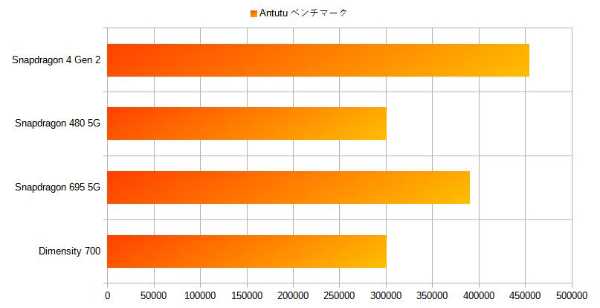 Antutu ベンチマーク
Snapdragon 4 Gen 2
Snapdragon 480 5G
Snapdragon 695 5G
Dimensity 700
0 50000 100000 150000 200000 250000 300000 350000 400000 450000 500000